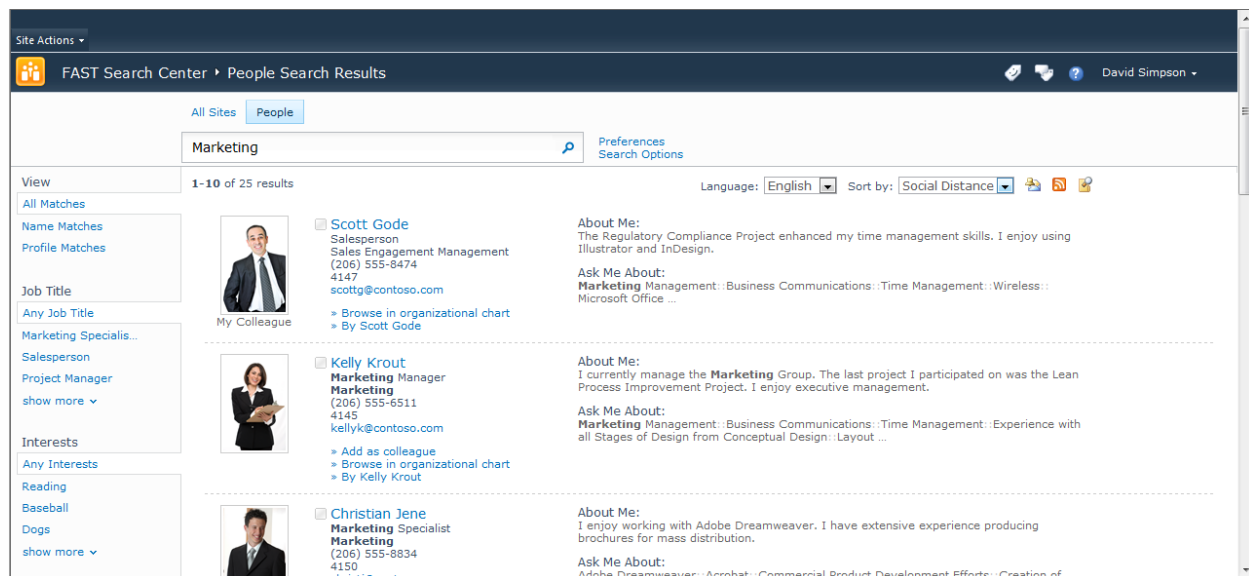 Site Actions
FAST Search Center ‣ People Search Results
David Simpson
All Sites People
Marketing
Preferences
Search Options
View
All Matches
Name Matches
Profile Matches
Job Title
Any Job Title
Marketing Specialis...
Salesperson
Project Manager
show more
Interests
Any Interests
Reading
Baseball
Dogs
show more
1-10 of 25 results
Language: English Sort by: Social Distance
Scott Gode
Salesperson
Sales Engagement Management
(206) 555-8474
4147
scottg@contoso.com
» Browse in organizational chart
» By Scott Gode
My Colleague
About Me:
The Regulatory Compliance Project enhanced my time management skills. I enjoy using
Illustrator and InDesign.
Ask Me About:
Marketing Management::Business Communications::Time Management::Wireless::
Microsoft Office ...
Kelly Krout
Marketing Manager
Marketing
(206) 555-6511
4145
kellyk@contoso.com
» Add as colleague
» Browse in organizational chart
» By Kelly Krout
About Me:
I currently manage the Marketing Group. The last project I participated on was the Lean
Process Improvement Project. I enjoy executive management.
Ask Me About:
Marketing Management::Business Communications::Time Management::Experience with
all Stages of Design from Conceptual Design::Layout ...
Christian Jene
Marketing Specialist
Marketing
(206) 555-8834
4150
About Me:
I enjoy working with Adobe Dreamweaver. I have extensive experience producing
brochures for mass distribution.
Ask Me About:
Adobe Dreamweaver::Acrobat::Commercial Product Development Efforts::Creation of